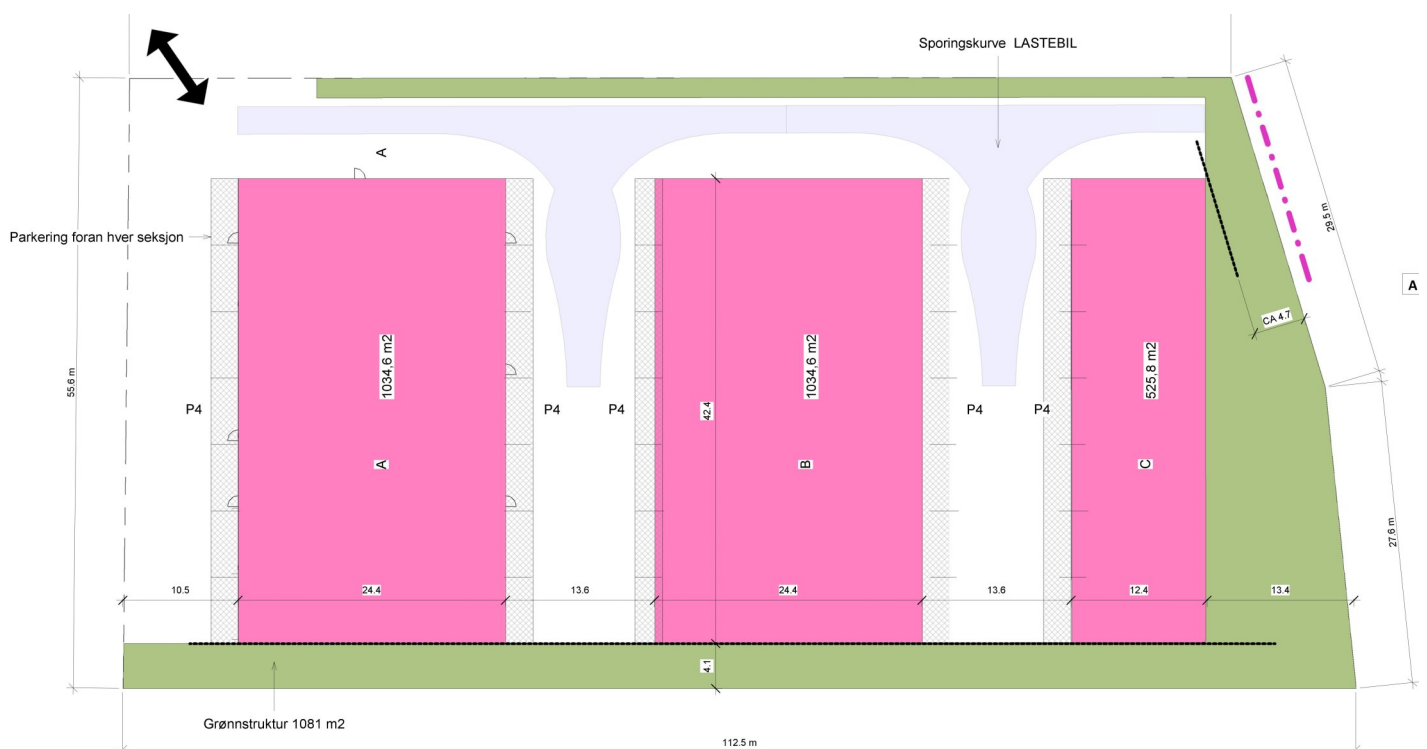 Sporingskurve LASTEBIL
A
Parkering foran hver seksjon
29.5 m
A
CA 4.7
55.6 m
1034,6 m2
1034,6 m2
525,8 m2
42.4
P4
P4
P4
P4
P4
A
B
C
27.6 m
10.5
24.4
13.6
24.4
13.6
12.4
13.4
4.1
Grønnstruktur 1081 m2
112.5 m